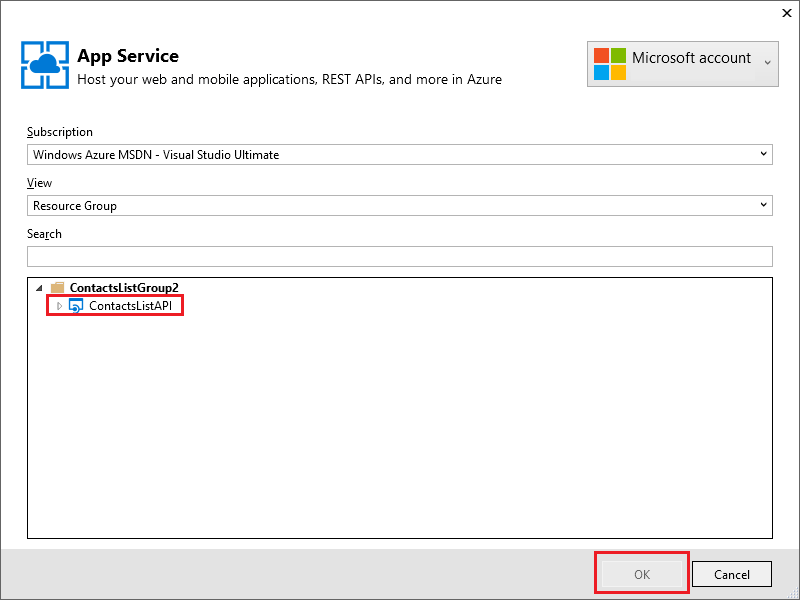 App Service
Microsoft account
Host your web and mobile applications, REST APIs, and more in Azure
Subscription
Windows Azure MSDN - Visual Studio Ultimate
View
Resource Group
Search
ContactsListGroup2
ContactsListAPI
OK
Cancel